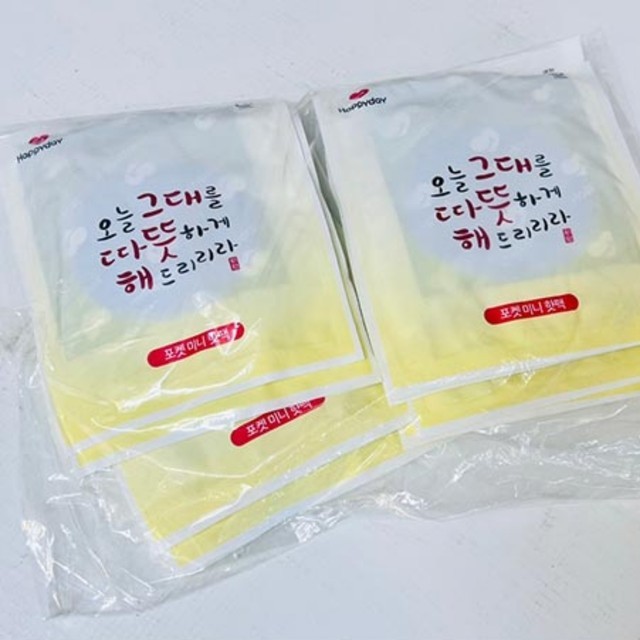 Happyday
오늘 그대를
따뜻하게
해드리리라
포켓 미니 핫팩
Happyday
오늘 그대를
따뜻하게
해드리리라
포켓 미니 핫팩
포켓 미니 핫팩